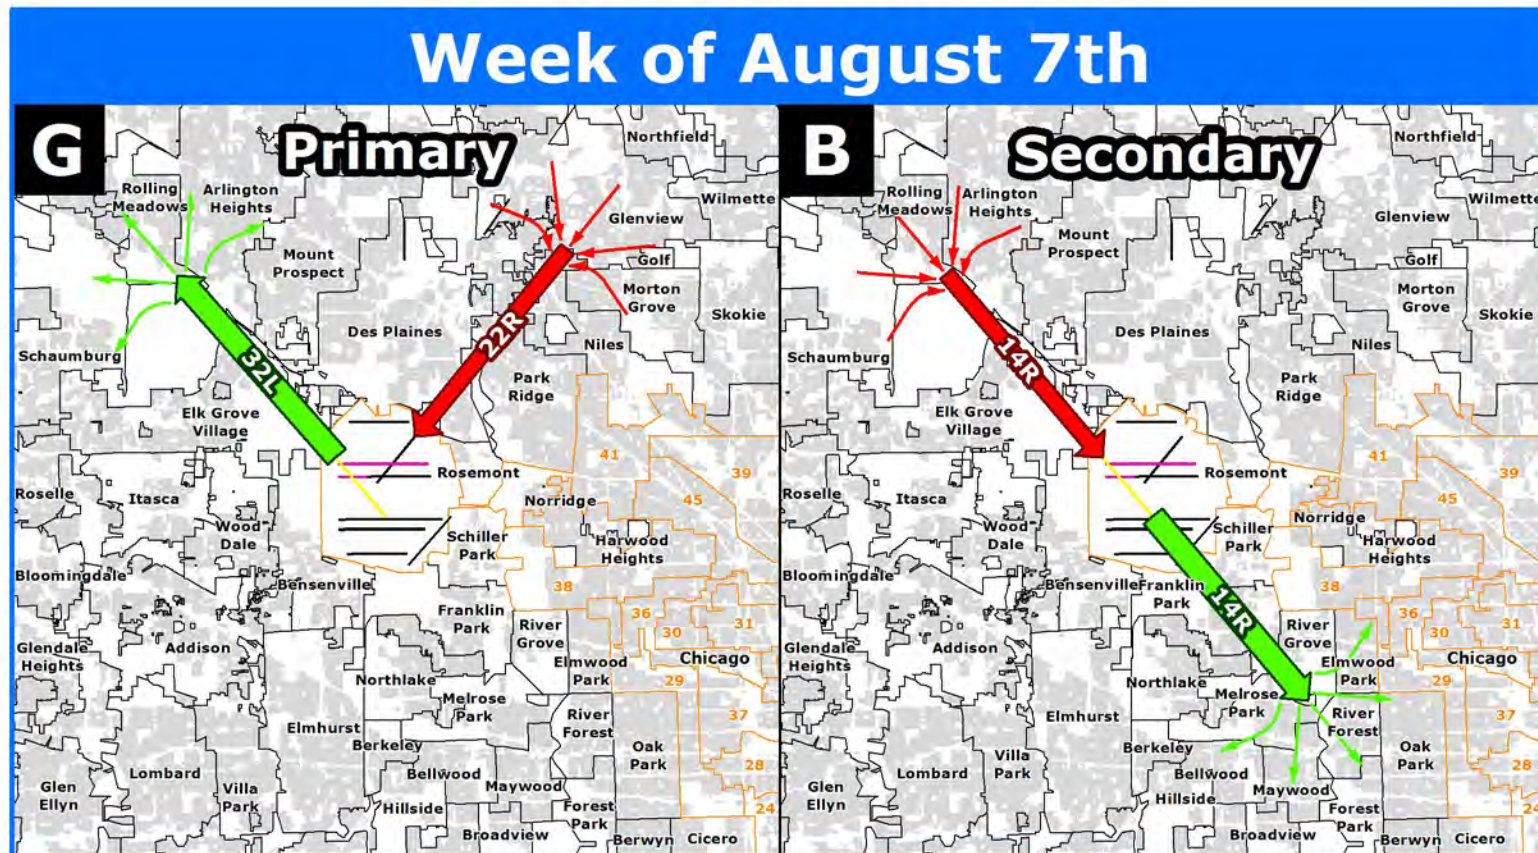 Week of August 7th
G
Primary
Northfield
Rolling
Meadows
Arlington
Heights
Wilmette
Glenview
Mount
Prospect
Golf
Morton
Grove
Skokie
Des Plaines
22R
Niles
Schaumburg
32L
Park
Ridge
Elk Grove
Village
41
39
Rosemont
Roselle
Itasca
Norridge
45
Wood
Dale
Schiller
Park
Harwood
Heights
Bloomingdale
Bensenville
38
Franklin
Park
36
31
River
Grove
30
Glendale
Heights
Addison
Chicago
Elmwood
Park
29
Northlake
Melrose
Park
37
River
Forest
Elmhurst
Berkeley
Oak
Park
28
Lombard
Bellwood
Maywood
Villa
Park
Glen
Ellyn
Hillside
Forest
Park
24
Broadview
Berwyn
Cicero
B
Secondary
Northfield
Rolling
Meadows
Arlington
Heights
Wilmette
Glenview
Mount
Prospect
Golf
Morton
Grove
Skokie
Des Plaines
Niles
Schaumburg
14R
Park
Ridge
Elk Grove
Village
41
39
Rosemont
Roselle
Itasca
45
Norridge
Wood
Dale
Schiller
Park
Harwood
Heights
Bloomingdale
Bensenville
Franklin
Park
38
14R
36
31
River
Grove
30
Glendale
Heights
Addison
Chicago
Elmwood
Park
29
Northlake
Melrose
Park
37
River
Forest
Elmhurst
Berkeley
Oak
Park
28
Lombard
Bellwood
Maywood
Villa
Park
Glen
Ellyn
Hillside
Forest
Park
24
Broadview
Berwyn
Cicero